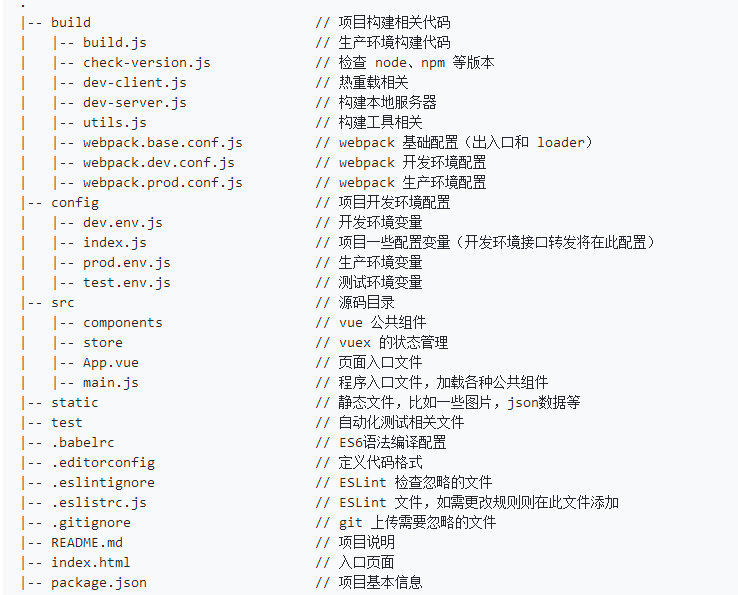 .
|-- build                            // 项目构建相关代码
|   |-- build.js                     // 生产环境构建代码
|   |-- check-version.js             // 检查 node、npm 等版本
|   |-- dev-client.js                // 热重载相关
|   |-- dev-server.js                // 构建本地服务器
|   |-- utils.js                     // 构建工具相关
|   |-- webpack.base.conf.js         // webpack 基础配置（出入口和 loader）
|   |-- webpack.dev.conf.js          // webpack 开发环境配置
|   |-- webpack.prod.conf.js         // webpack 生产环境配置
|-- config                           // 项目开发环境配置
|   |-- dev.env.js                   // 开发环境变量
|   |-- index.js                     // 项目一些配置变量（开发环境接口转发将在此配置）
|   |-- prod.env.js                  // 生产环境变量
|   |-- test.env.js                  // 测试环境变量
|-- src                              // 源码目录
|   |-- components                   // vue 公共组件
|   |-- store                        // vuex 的状态管理
|   |-- App.vue                      // 页面入口文件
|   |-- main.js                      // 程序入口文件，加载各种公共组件
|-- static                           // 静态文件，比如一些图片，json数据等
|-- test                             // 自动化测试相关文件
|-- .babelrc                         // ES6语法编译配置
|-- .editorconfig                    // 定义代码格式
|-- .eslintignore                    // ESLint 检查忽略的文件
|-- .eslistrc.js                     // ESLint 文件，如需更改规则则在此文件添加
|-- .gitignore                       // git 上传需要忽略的文件
|-- README.md                        // 项目说明
|-- index.html                       // 入口页面
|-- package.json                     // 项目基本信息